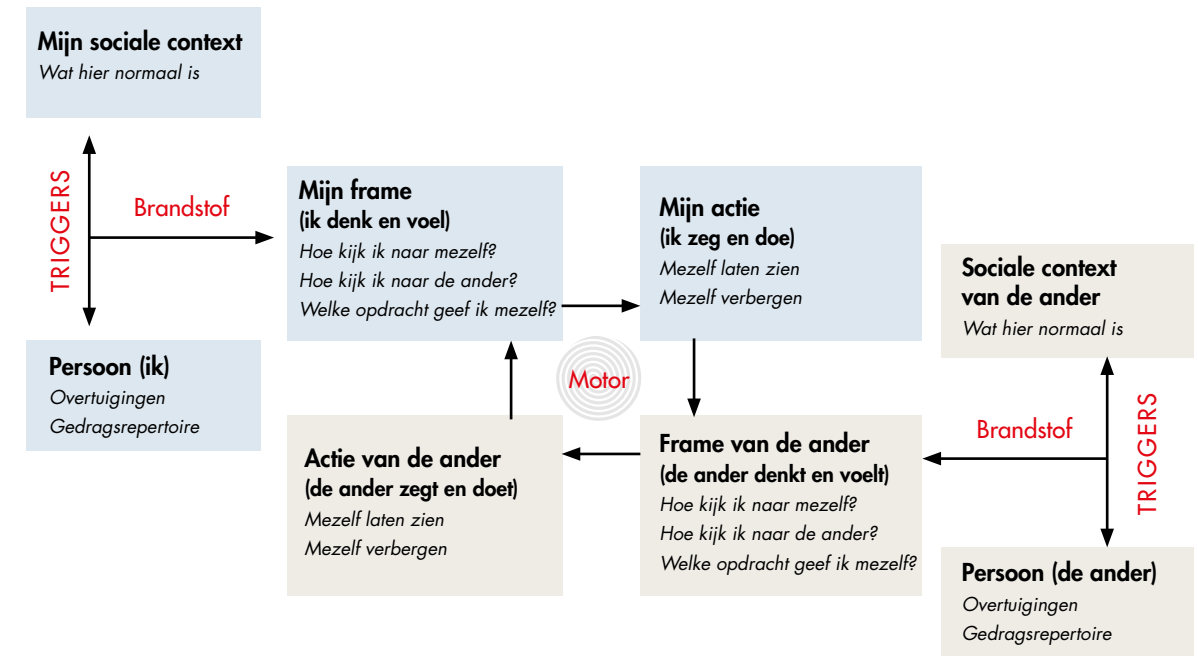 Mijn sociale context
Wat hier normaal is
TRIGGERS
Brandstof
Persoon (ik)
Overtuigingen
Gedragsrepertoire
Mijn frame
(ik denk en voel)
Hoe kijk ik naar mezelf?
Hoe kijk ik naar de ander?
Welke opdracht geef ik mezelf?
Mijn actie
(ik zeg en doe)
Mezelf laten zien
Mezelf verbergen
Motor
Actie van de ander
(de ander zegt en doet)
Mezelf laten zien
Mezelf verbergen
Frame van de ander
(de ander denkt en voelt)
Hoe kijk ik naar mezelf?
Hoe kijk ik naar de ander?
Welke opdracht geef ik mezelf?
Sociale context
van de ander
Wat hier normaal is
Brandstof
TRIGGERS
Persoon (de ander)
Overtuigingen
Gedragsrepertoire